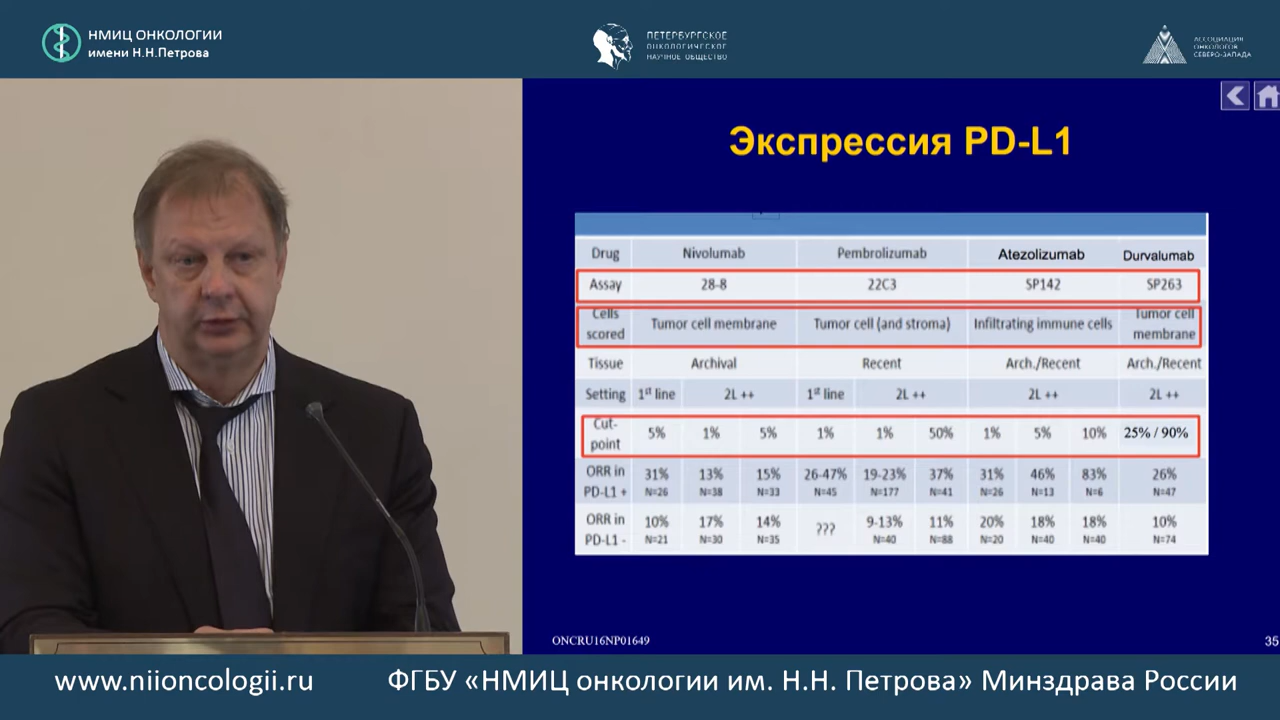 НМИЦ ОНКОЛОГИИ
имени Н.Н.Петрова
ПЕТЕРБУРГСКОЕ
ОНКОЛОГИЧЕСКОЕ
НАУЧНОЕ ОБЩЕСТВО
АССОЦИАЦИЯ
ОНКОЛОГОВ
СЕВЕРО-ЗАПАДА
Экспрессия PD-L1
Drug Nivolumab Pembrolizumab Atezolizumab Durvalumab
Assay 28-8 22C3 SP142 SP263
Cells scored Tumor cell membrane Tumor cell (and stroma) Infiltrating immune cells Tumor cell membrane
Tissue Archival Recent Arch./Recent Arch./Recent
Setting 1st line 2L ++ 1st line 2L ++ 2L ++ 2L ++
Cut-point 5% 1% 5% 1% 1% 50% 1% 5% 10% 25% / 90%
ORR in 31% 13% 15% 26-47% 19-23% 37% 31% 46% 83% 26%
PD-L1 + N=26 N=38 N=33 N=45 N=177 N=41 N=26 N=13 N=6 N=47
ORR in 10% 17% 14% ??? 9-13% 11% 20% 18% 18% 10%
PD-L1 - N=21 N=30 N=35 N=40 N=88 N=20 N=40 N=40 N=74
ONCRU16NP01649
35
www.niioncologii.ru ФГБУ «НМИЦ онкологии им. Н.Н. Петрова» Минздрава России